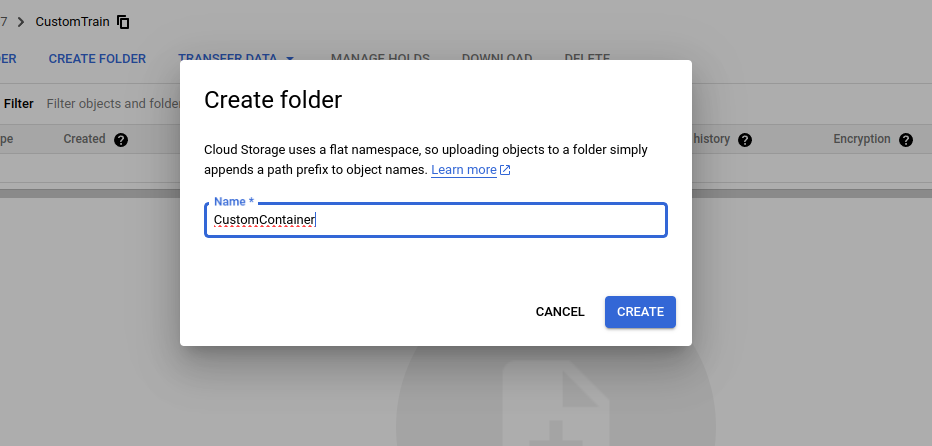 7 > CustomTrain
DER CREATE FOLDER TRANSFER DATA MANAGE HOLDS DOWNLOAD DELETE
Create folder
Filter Filter objects and folde
Cloud Storage uses a flat namespace, so uploading objects to a folder simply
appends a path prefix to object names. Learn more
pe Created history Encryption
Name *
CustomContainer
CANCEL CREATE